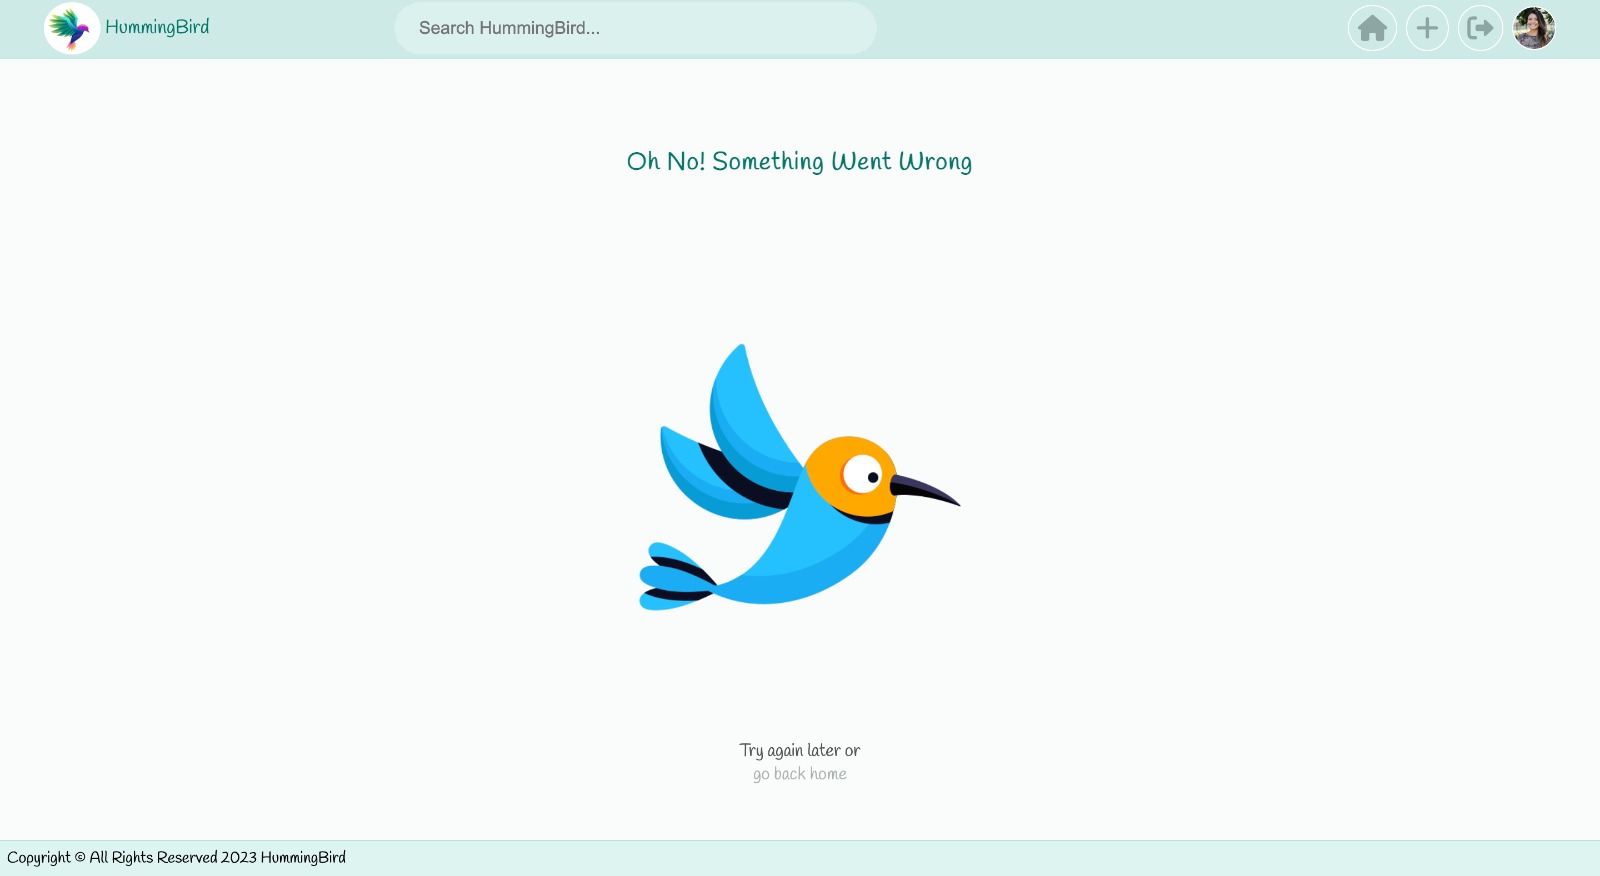 HummingBird
Search HummingBird...
Oh No! Something Went Wrong
Try again later or
go back home
Copyright © All Rights Reserved 2023 HummingBird